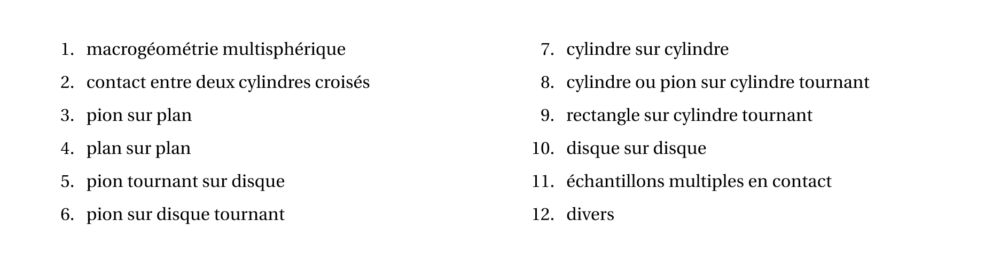 1. macrogéométrie multisphérique
2. contact entre deux cylindres croisés
3. pion sur plan
4. plan sur plan
5. pion tournant sur disque
6. pion sur disque tournant
7. cylindre sur cylindre
8. cylindre ou pion sur cylindre tournant
9. rectangle sur cylindre tournant
10. disque sur disque
11. échantillons multiples en contact
12. divers